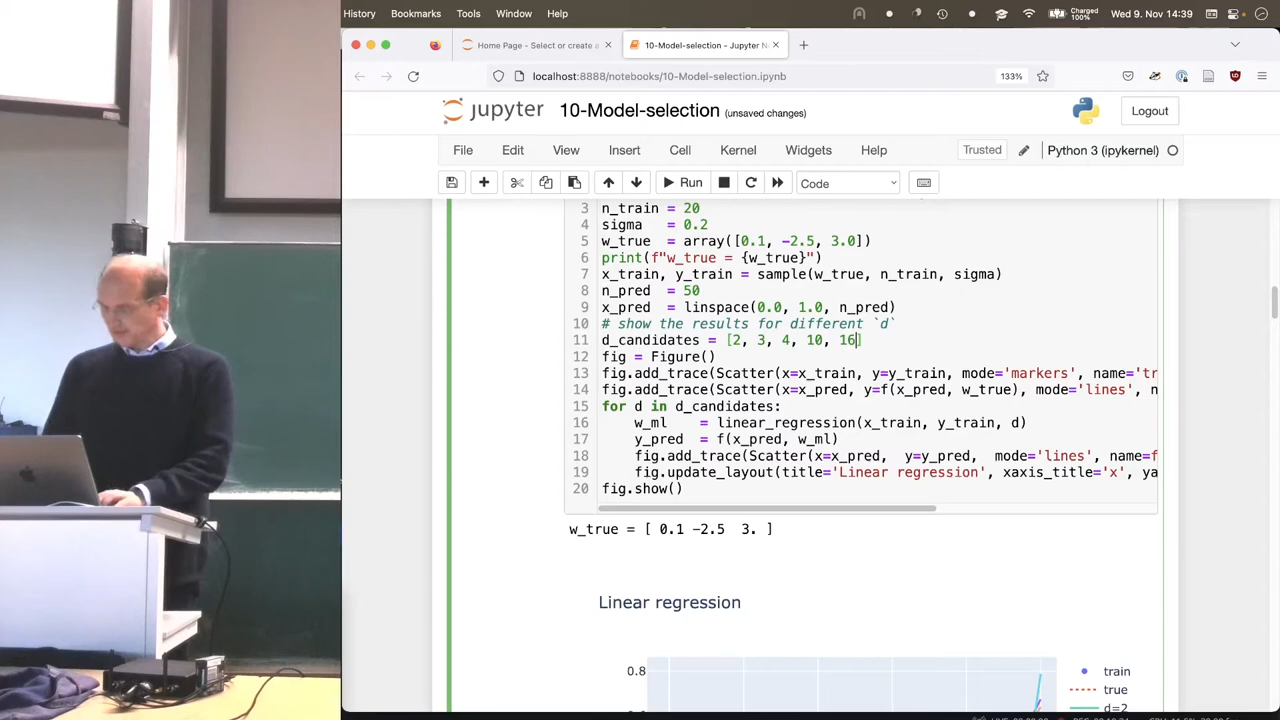 History Bookmarks Tools Window Help
Charged 100% Wed 9. Nov 14:39
Home Page - Select or create a
10-Model-selection - Jupyter N
localhost:8888/notebooks/10-Model-selection.ipynb
133%
jupyter 10-Model-selection (unsaved changes)
Logout
File Edit View Insert Cell Kernel Widgets Help
Trusted
Python 3 (ipykernel)
Run
Code
3 n_train = 20
4 sigma = 0.2
5 w_true = array([0.1, -2.5, 3.0])
6 print(f"w_true = {w_true}")
7 x_train, y_train = sample(w_true, n_train, sigma)
8 n_pred = 50
9 x_pred = linspace(0.0, 1.0, n_pred)
10 # show the results for different `d`
11 d_candidates = [2, 3, 4, 10, 16]
12 fig = Figure()
13 fig.add_trace(Scatter(x=x_train, y=y_train, mode='markers', name='tr
14 fig.add_trace(Scatter(x=x_pred, y=f(x_pred, w_true), mode='lines', n
15 for d in d_candidates:
16 w_ml = linear_regression(x_train, y_train, d)
17 y_pred = f(x_pred, w_ml)
18 fig.add_trace(Scatter(x=x_pred, y=y_pred, mode='lines', name=f
19 fig.update_layout(title='Linear regression', xaxis_title='x', ya
20 fig.show()
w_true = [ 0.1 -2.5 3. ]
Linear regression
0.8
train
true
d=2